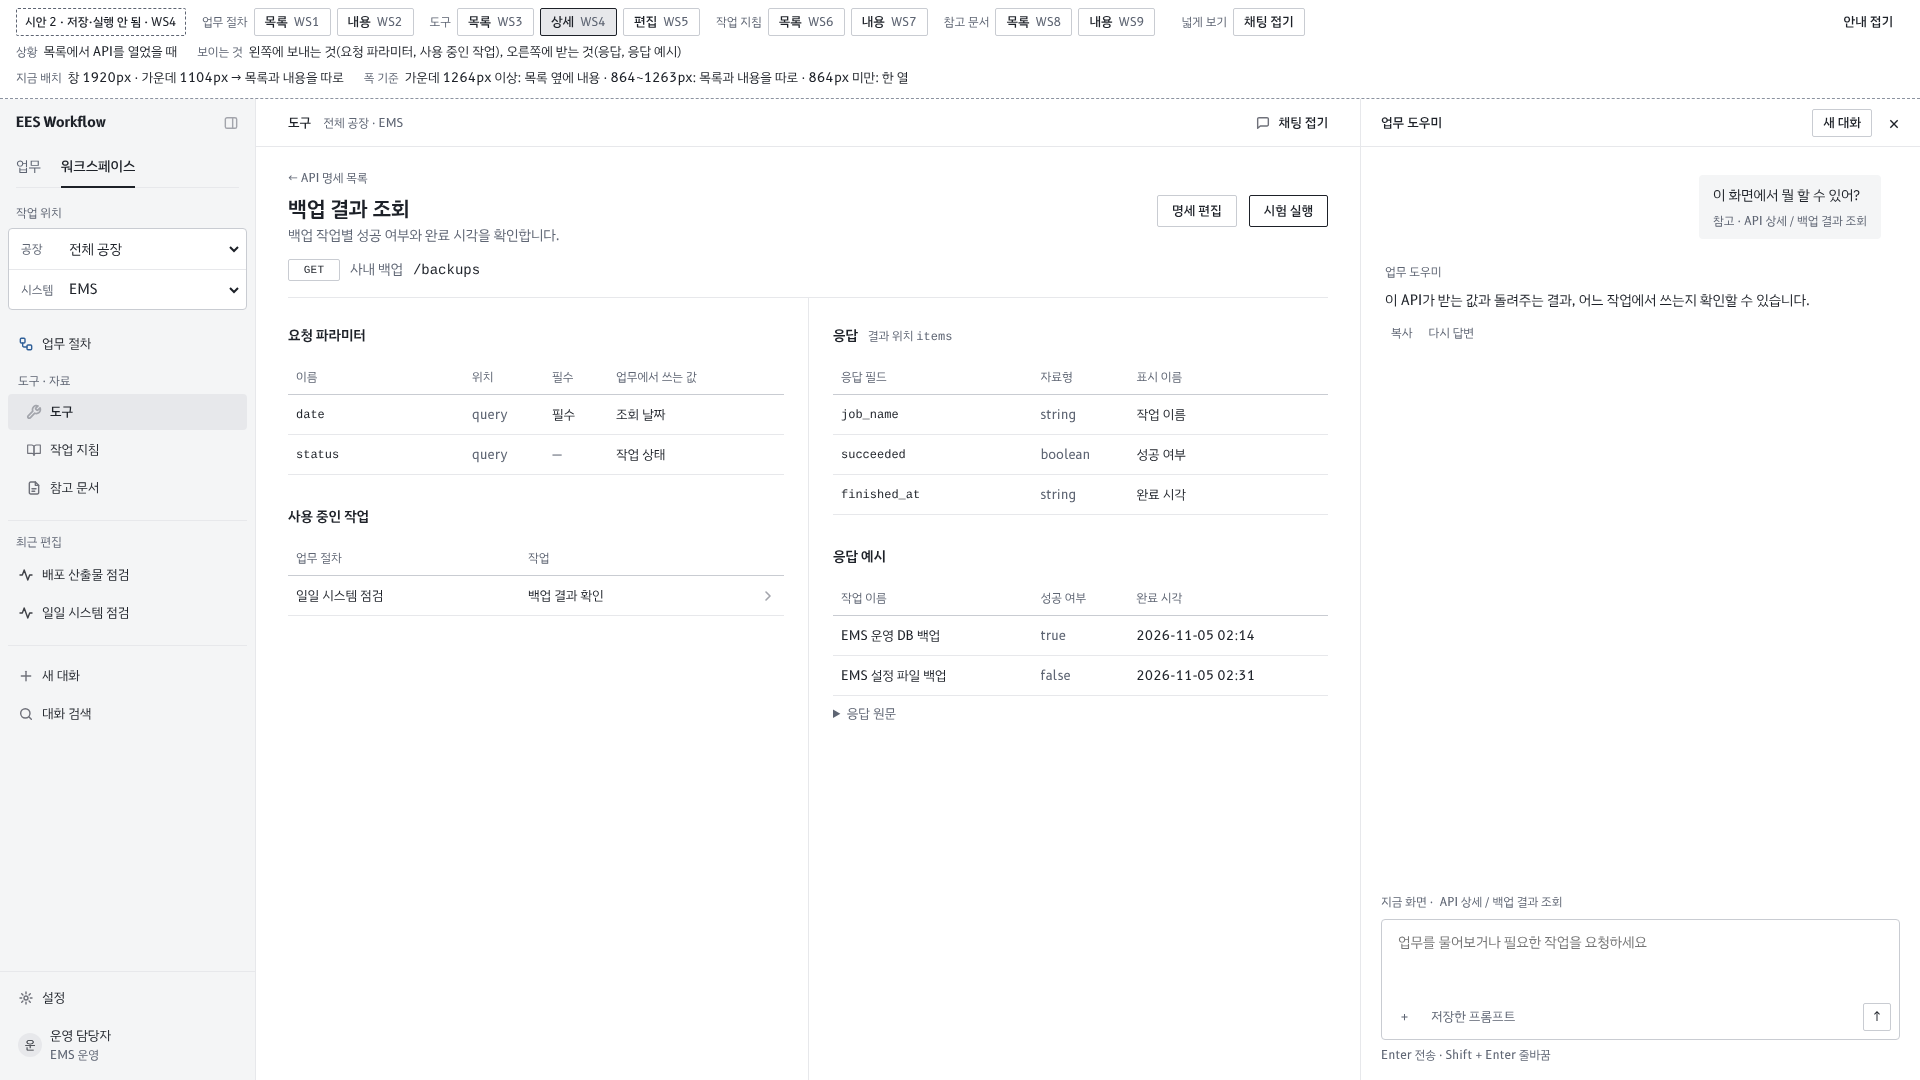 시안 2 · 저장·실행 안 됨 · WS4 업무 절차 목록 WS1 내용 WS2 도구 목록 WS3 상세 WS4 편집 WS5 작업 지침 목록 WS6 내용 WS7 참고 문서 목록 WS8 내용 WS9 넓게 보기 채팅 접기 안내 접기
상황 목록에서 API를 열었을 때 보이는 것 왼쪽에 보내는 것(요청 파라미터, 사용 중인 작업), 오른쪽에 받는 것(응답, 응답 예시)
지금 배치 창 1920px · 가운데 1104px → 목록과 내용을 따로 폭 기준 가운데 1264px 이상: 목록 옆에 내용 · 864~1263px: 목록과 내용을 따로 · 864px 미만: 한 열
EES Workflow
업무 워크스페이스
작업 위치
공장 전체 공장
시스템 EMS
업무 절차
도구 · 자료
도구
작업 지침
참고 문서
최근 편집
배포 산출물 점검
일일 시스템 점검
새 대화
대화 검색
설정
운 운영 담당자
EMS 운영
도구 전체 공장 · EMS 채팅 접기
← API 명세 목록
백업 결과 조회 명세 편집 시험 실행
백업 작업별 성공 여부와 완료 시각을 확인합니다.
GET 사내 백업 /backups
요청 파라미터
이름 위치 필수 업무에서 쓰는 값
date query 필수 조회 날짜
status query — 작업 상태
사용 중인 작업
업무 절차 작업
일일 시스템 점검 백업 결과 확인
응답 결과 위치 items
응답 필드 자료형 표시 이름
job_name string 작업 이름
succeeded boolean 성공 여부
finished_at string 완료 시각
응답 예시
작업 이름 성공 여부 완료 시각
EMS 운영 DB 백업 true 2026-11-05 02:14
EMS 설정 파일 백업 false 2026-11-05 02:31
▶ 응답 원문
업무 도우미 새 대화 ×
이 화면에서 뭘 할 수 있어?
참고 · API 상세 / 백업 결과 조회
업무 도우미
이 API가 받는 값과 돌려주는 결과, 어느 작업에서 쓰는지 확인할 수 있습니다.
복사 다시 답변
지금 화면 · API 상세 / 백업 결과 조회
업무를 물어보거나 필요한 작업을 요청하세요
+ 저장한 프롬프트 ↑
Enter 전송 · Shift + Enter 줄바꿈